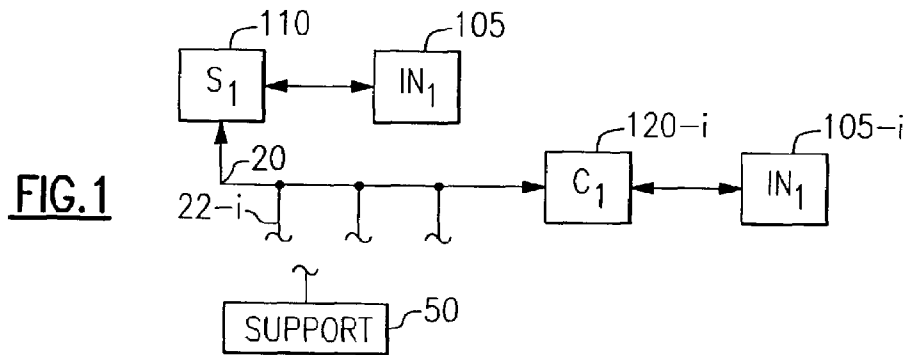 110
105
S1
IN1
120-i
105-i
20
C1
IN1
FIG.1
22-i
SUPPORT
50